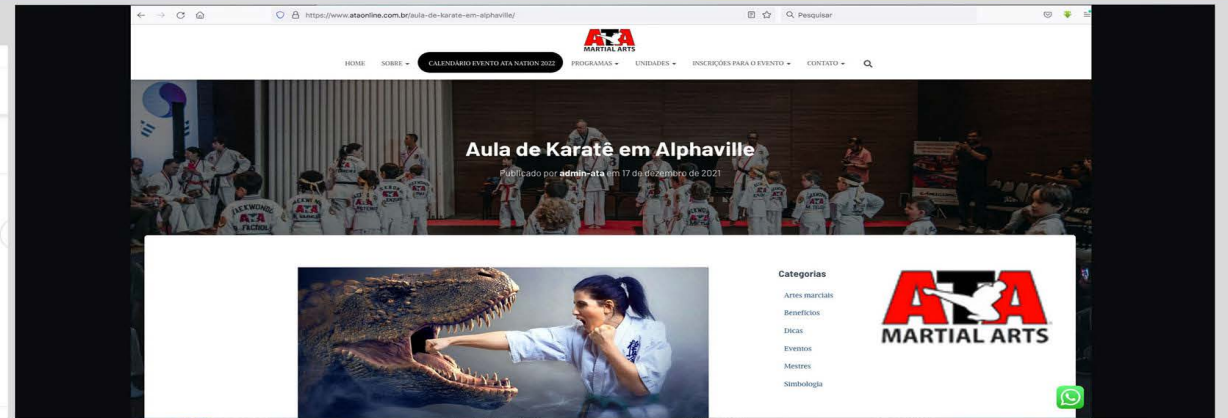 https://www.ataonline.com.br/aula-de-karate-em-alphaville/
Pesquisar
ATA
MARTIAL ARTS
HOME SOBRE CALENDÁRIO EVENTO ATA NATION 2022 PROGRAMAS UNIDADES INSCRIÇÕES PARA O EVENTO CONTATO
Aula de Karatê em Alphaville
Publicado por admin-ata em 17 de dezembro de 2021
TAEKWONDO
ATA
Categorias
Artes marciais
Benefícios
Dicas
Eventos
Mestres
Simbologia
ATA
MARTIAL ARTS